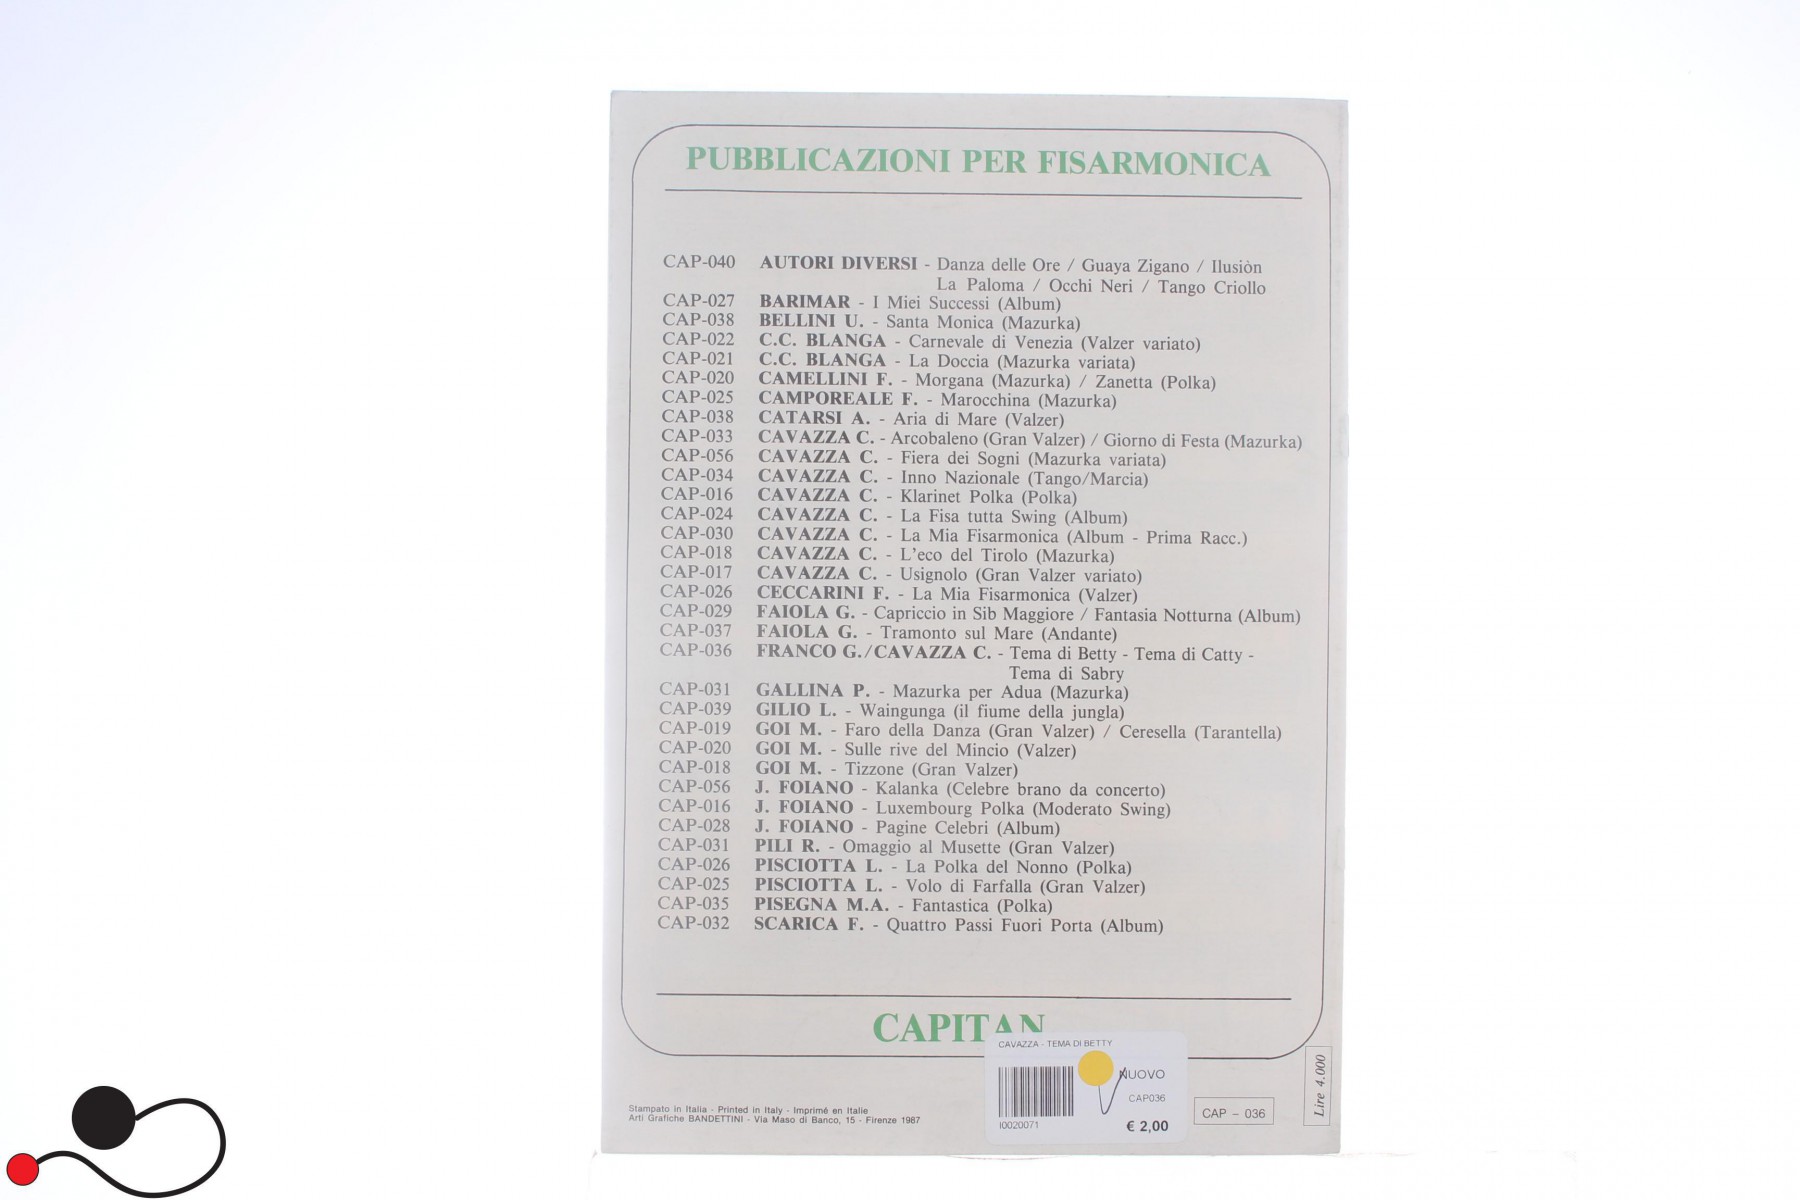 PUBBLICAZIONI PER FISARMONICA
CAP-040 AUTORI DIVERSI - Danza delle Ore / Guaya Zigano / Ilusiòn
La Paloma / Occhi Neri / Tango Criollo
CAP-027 BARIMAR - I Miei Successi (Album)
CAP-038 BELLINI U. - Santa Monica (Mazurka)
CAP-022 C.C. BLANGA - Carnevale di Venezia (Valzer variato)
CAP-021 C.C. BLANGA - La Doccia (Mazurka variata)
CAP-020 CAMELLINI F. - Morgana (Mazurka) / Zanetta (Polka)
CAP-025 CAMPOREALE F. - Marocchina (Mazurka)
CAP-038 CATARSI A. - Aria di Mare (Valzer)
CAP-033 CAVAZZA C. - Arcobaleno (Gran Valzer) / Giorno di Festa (Mazurka)
CAP-056 CAVAZZA C. - Fiera dei Sogni (Mazurka variata)
CAP-034 CAVAZZA C. - Inno Nazionale (Tango/Marcia)
CAP-016 CAVAZZA C. - Klarinet Polka (Polka)
CAP-024 CAVAZZA C. - La Fisa tutta Swing (Album)
CAP-030 CAVAZZA C. - La Mia Fisarmonica (Album - Prima Racc.)
CAP-018 CAVAZZA C. - L'eco del Tirolo (Mazurka)
CAP-017 CAVAZZA C. - Usignolo (Gran Valzer variato)
CAP-026 CECCARINI F. - La Mia Fisarmonica (Valzer)
CAP-029 FAIOLA G. - Capriccio in Sib Maggiore / Fantasia Notturna (Album)
CAP-037 FAIOLA G. - Tramonto sul Mare (Andante)
CAP-036 FRANCO G./CAVAZZA C. - Tema di Betty - Tema di Catty -
Tema di Sabry
CAP-031 GALLINA P. - Mazurka per Adua (Mazurka)
CAP-039 GILIO L. - Waingunga (il fiume della jungla)
CAP-019 GOI M. - Faro della Danza (Gran Valzer) / Ceresella (Tarantella)
CAP-020 GOI M. - Sulle rive del Mincio (Valzer)
CAP-018 GOI M. - Tizzone (Gran Valzer)
CAP-056 J. FOIANO - Kalanka (Celebre brano da concerto)
CAP-016 J. FOIANO - Luxembourg Polka (Moderato Swing)
CAP-028 J. FOIANO - Pagine Celebri (Album)
CAP-031 PILI R. - Omaggio al Musette (Gran Valzer)
CAP-026 PISCIOTTA L. - La Polka del Nonno (Polka)
CAP-025 PISCIOTTA L. - Volo di Farfalla (Gran Valzer)
CAP-035 PISEGNA M.A. - Fantastica (Polka)
CAP-032 SCARICA F. - Quattro Passi Fuori Porta (Album)
CAPITAN
CAVAZZA - TEMA DI BETTY
NUOVO
CAP036
I0020071
€ 2,00
Stampato in Italia - Printed in Italy - Imprimé en Italie
Arti Grafiche BANDETTINI - Via Maso di Banco, 15 - Firenze 1987
CAP - 036
Lire 4.000